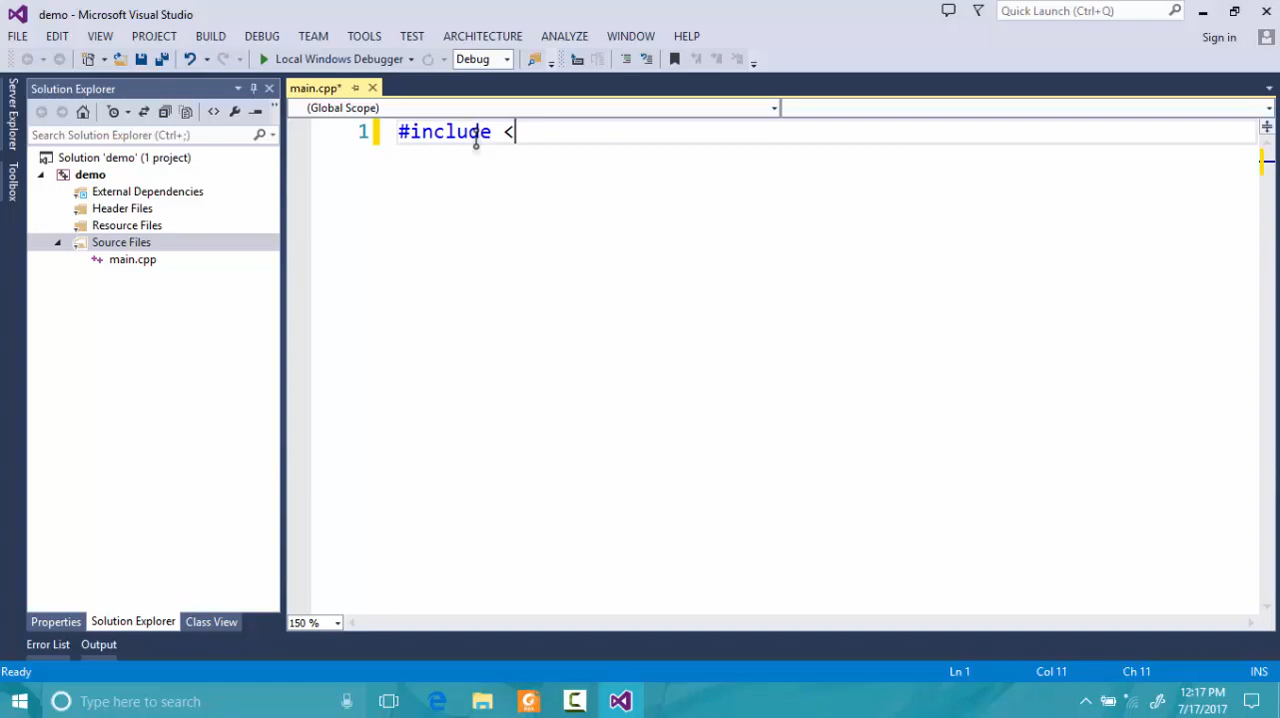 demo - Microsoft Visual Studio
Quick Launch (Ctrl+Q)
FILE EDIT VIEW PROJECT BUILD DEBUG TEAM TOOLS TEST ARCHITECTURE ANALYZE WINDOW HELP
Sign in
Local Windows Debugger
Debug
Server Explorer
Toolbox
Solution Explorer
Search Solution Explorer (Ctrl+;)
Solution 'demo' (1 project)
demo
External Dependencies
Header Files
Resource Files
Source Files
main.cpp
main.cpp*
(Global Scope)
1 #include <
150 %
Properties Solution Explorer Class View
Error List Output
Ready
Ln 1 Col 11 Ch 11 INS
Type here to search
12:17 PM
7/17/2017